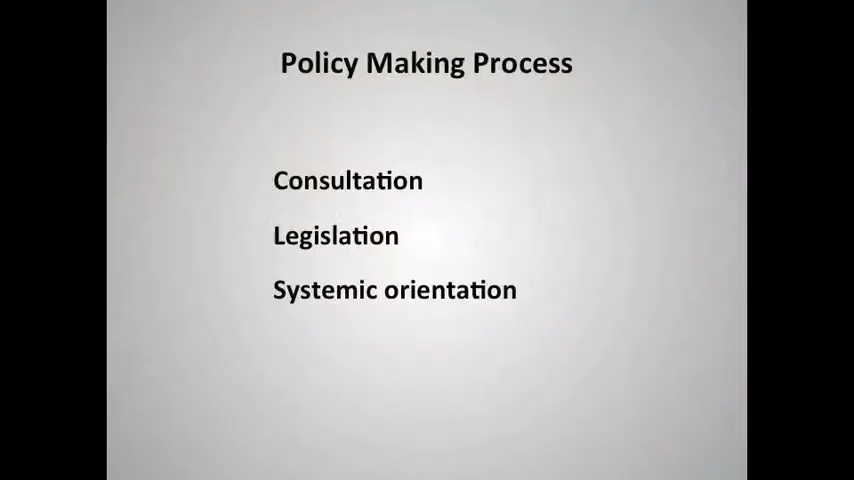 Policy Making Process
Consultation
Legislation
Systemic orientation